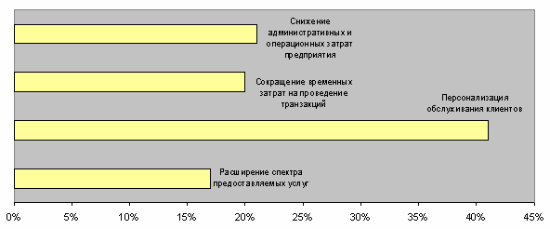 Снижение
административных и
операционных затрат
предприятия
Сокращение временных
затрат на проведение
транзакций
Персонализация
обслуживания клиентов
Расширение спектра
предоставляемых услуг
0% 5% 10% 15% 20% 25% 30% 35% 40% 45%